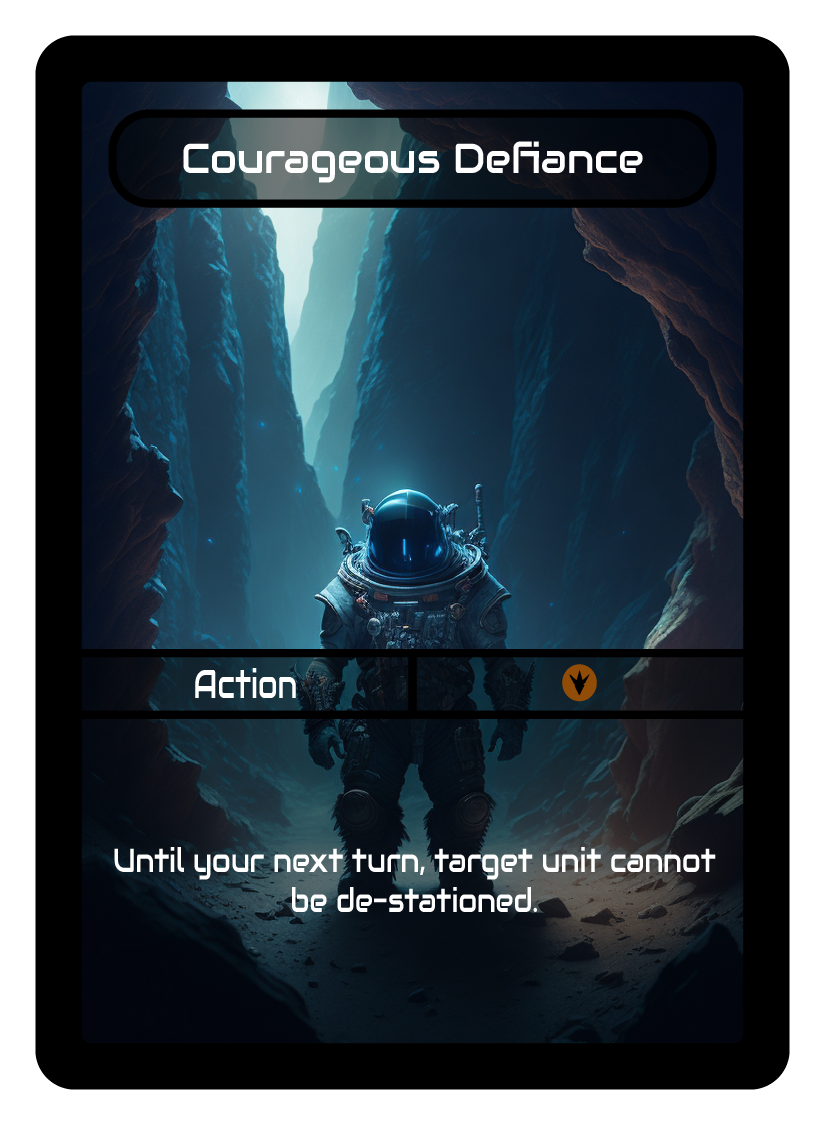 Courageous Defiance
Action
Until your next turn, target unit cannot
be de-stationed.